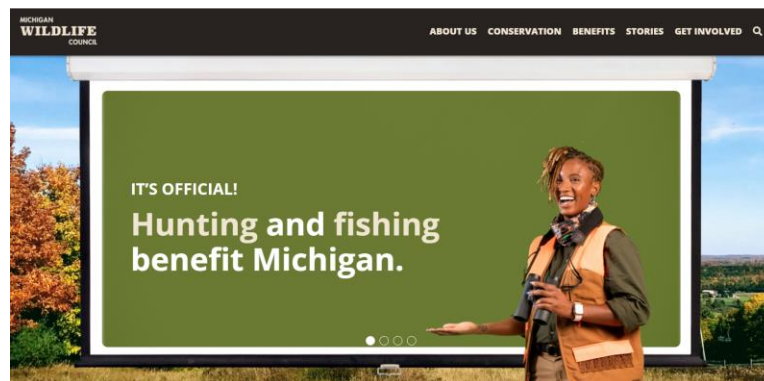 MICHIGAN
WILDLIFE
COUNCIL
ABOUT US CONSERVATION BENEFITS STORIES GET INVOLVED
IT'S OFFICIAL!
Hunting and fishing
benefit Michigan.